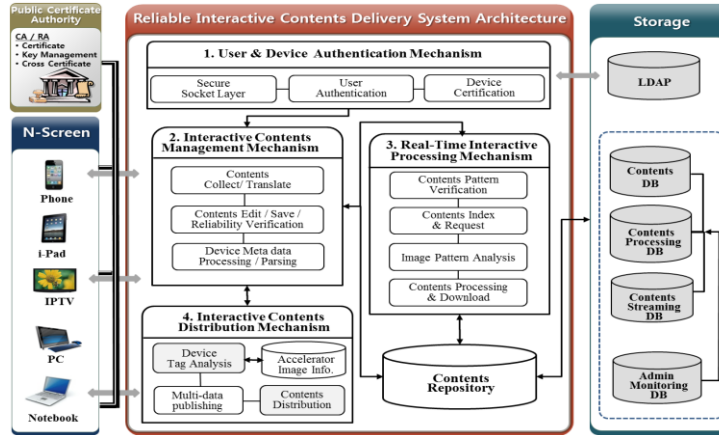 Public Certificate
Authority
CA / RA
• Certificate
• Key Management
• Cross Certificate
N-Screen
Phone
i-Pad
IPTV
PC
Notebook
Reliable Interactive Contents Delivery System Architecture
1. User & Device Authentication Mechanism
Secure
Socket Layer
User
Authentication
Device
Certification
2. Interactive Contents
Management Mechanism
Contents
Collect/ Translate
Contents Edit / Save /
Reliability Verification
Device Meta data
Processing / Parsing
3. Real-Time Interactive
Processing Mechanism
Contents Pattern
Verification
Contents Index
& Request
Image Pattern Analysis
Contents Processing
& Download
4. Interactive Contents
Distribution Mechanism
Device
Tag Analysis
Accelerator
Image Info.
Multi-data
publishing
Contents
Distribution
Contents
Repository
Storage
LDAP
Contents
DB
Contents
Processing
DB
Contents
Streaming
DB
Admin
Monitoring
DB